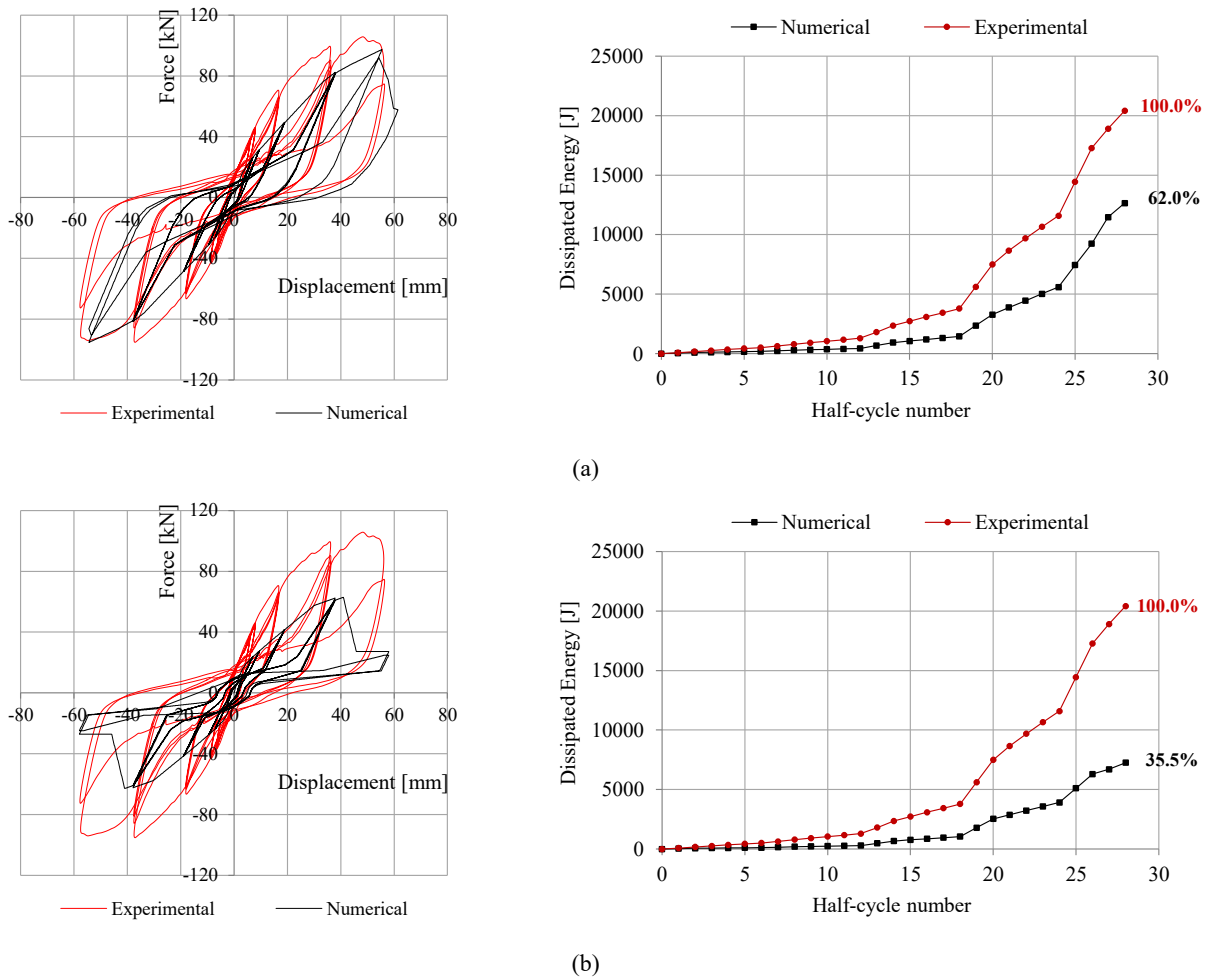 120
80
40
0
-40
-80
-120
-80 -60 -40 -20 0 20 40 60 80
Force [kN]
Displacement [mm]
Experimental Numerical
Numerical Experimental
25000
20000
15000
10000
5000
0
0 5 10 15 20 25 30
Dissipated Energy [J]
Half-cycle number
100.0%
62.0%
(a)
120
80
40
0
-40
-80
-120
-80 -60 -40 -20 0 20 40 60 80
Force [kN]
Displacement [mm]
Experimental Numerical
Numerical Experimental
25000
20000
15000
10000
5000
0
0 5 10 15 20 25 30
Dissipated Energy [J]
Half-cycle number
100.0%
35.5%
(b)